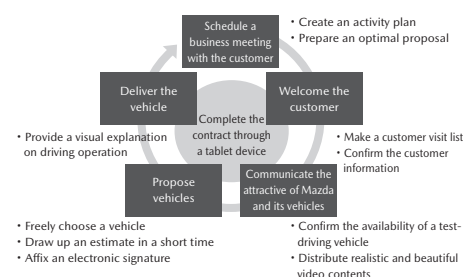 Schedule a
business meeting
with the customer
• Create an activity plan
• Prepare an optimal proposal
Deliver the
vehicle
Welcome the
customer
Complete the
contract through
a tablet device
• Provide a visual explanation
on driving operation
• Make a customer visit list
• Confirm the customer
information
Propose
vehicles
Communicate the
attractive of Mazda
and its vehicles
• Freely choose a vehicle
• Draw up an estimate in a short time
• Affix an electronic signature
• Confirm the availability of a test-
driving vehicle
• Distribute realistic and beautiful
video contents